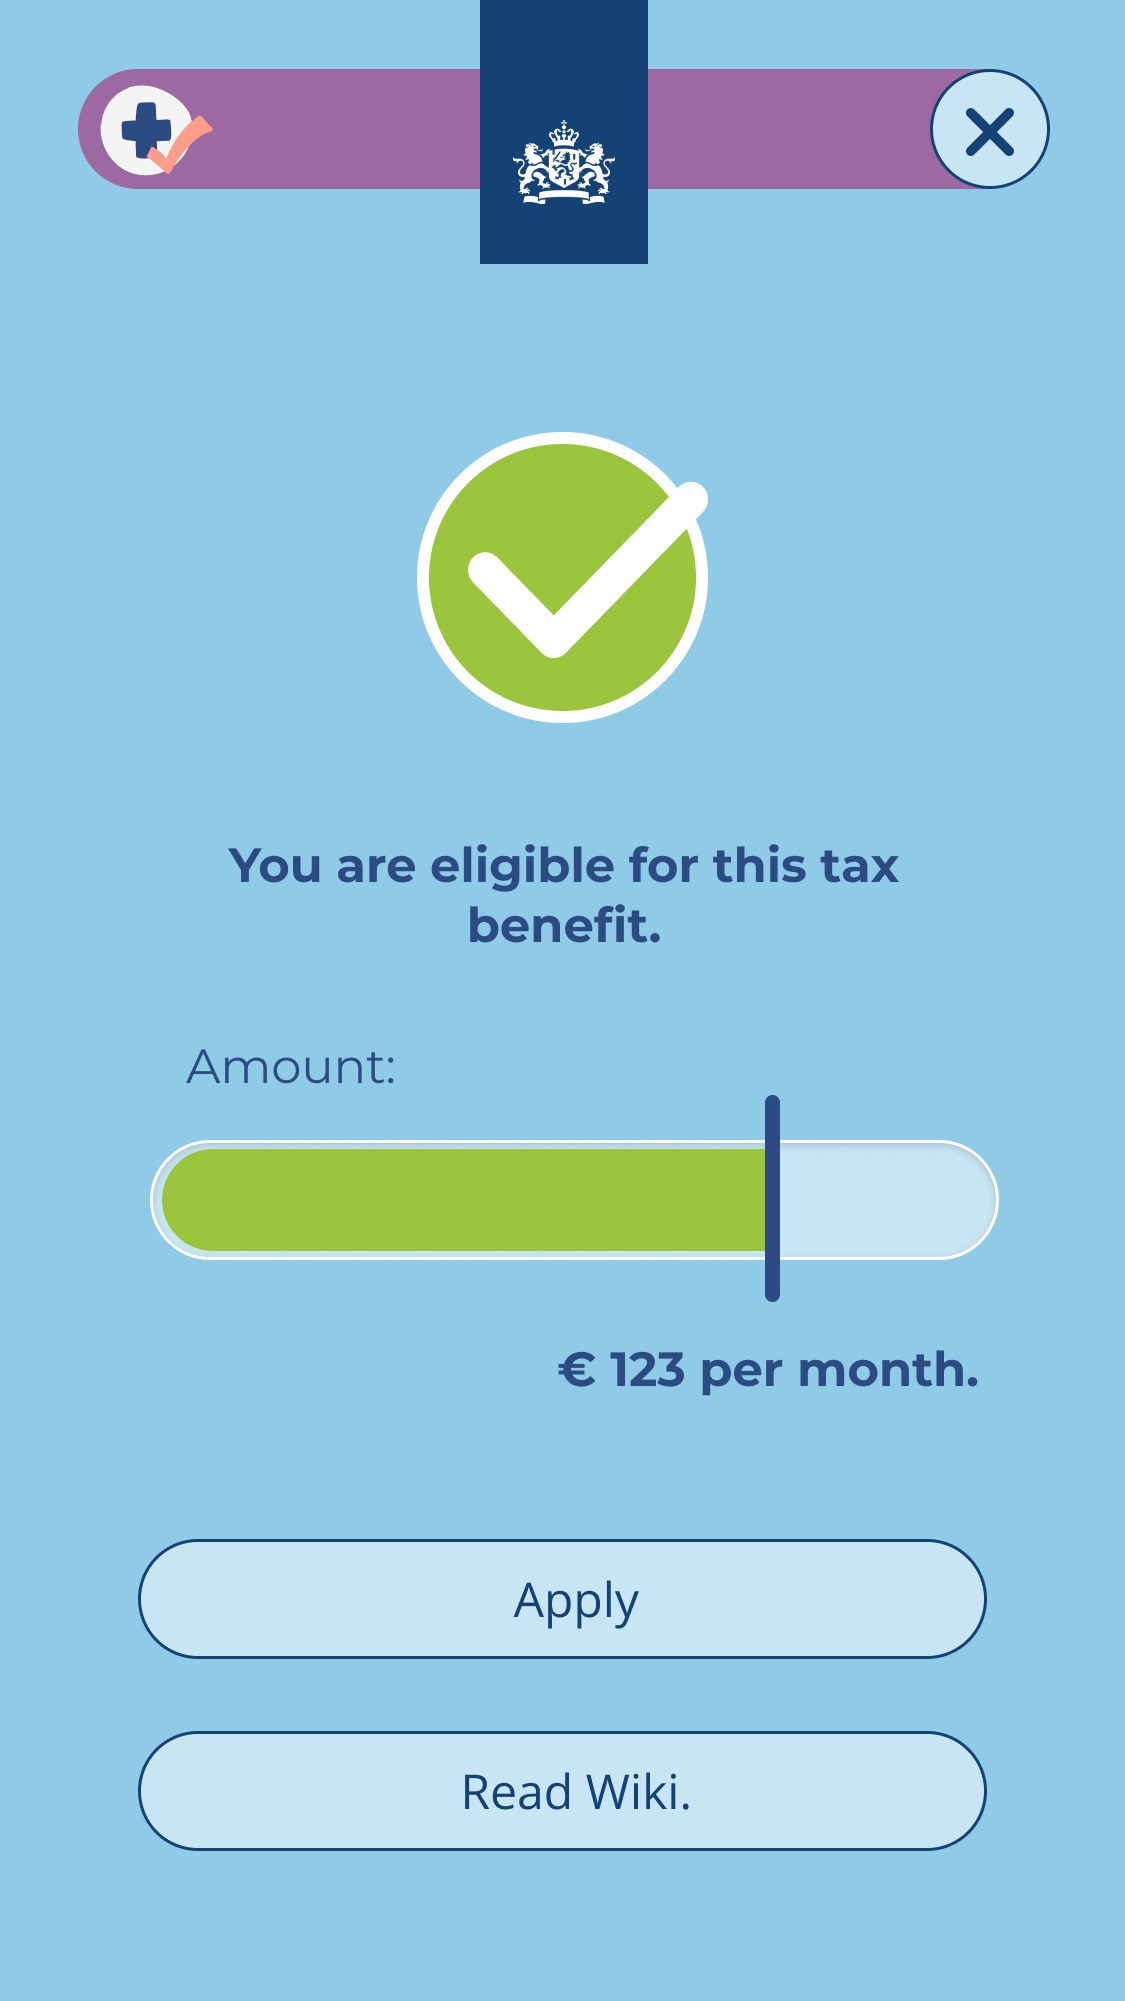 You are eligible for this tax
benefit.
Amount:
€ 123 per month.
Apply
Read Wiki.